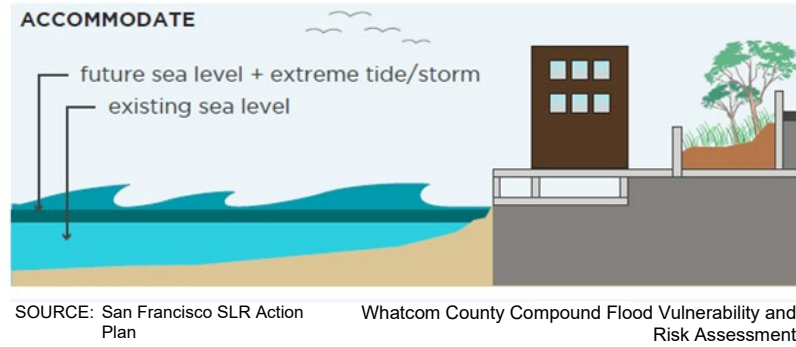 ACCOMMODATE
future sea level + extreme tide/storm
existing sea level
SOURCE: San Francisco SLR Action
Plan
Whatcom County Compound Flood Vulnerability and
Risk Assessment